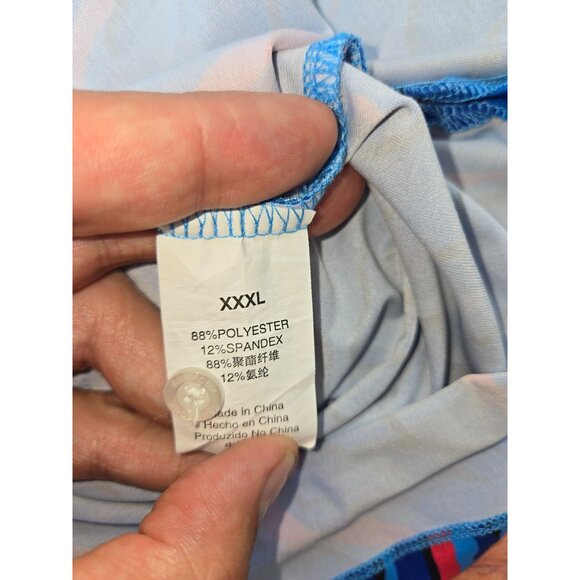 XXXL
88%POLYESTER
12%SPANDEX
88%聚酯纤维
12%氨纶
in China
Hecho en China
Produzido No China